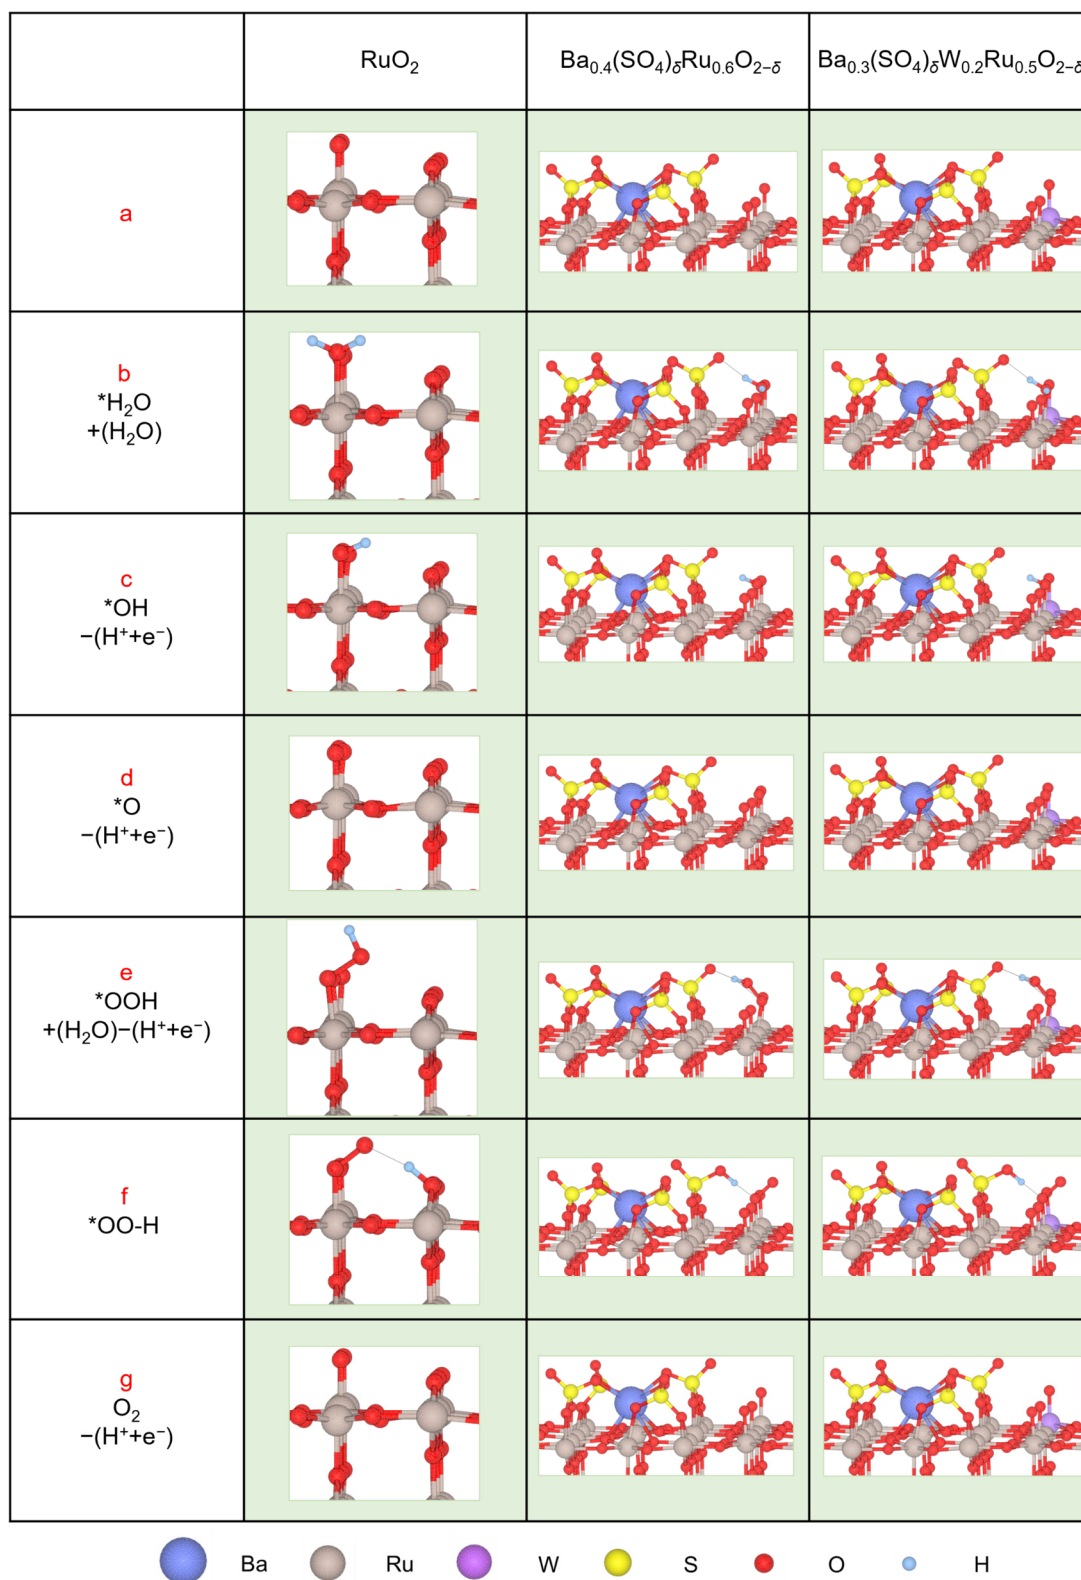 RuO₂ Ba₀.₄(SO₄)δRu₀.₆O₂₋δ Ba₀.₃(SO₄)δW₀.₂Ru₀.₅O₂₋δ
a
b
*H₂O
+(H₂O)
c
*OH
−(H⁺+e⁻)
d
*O
−(H⁺+e⁻)
e
*OOH
+(H₂O)−(H⁺+e⁻)
f
*OO-H
g
O₂
−(H⁺+e⁻)
Ba Ru W S O H